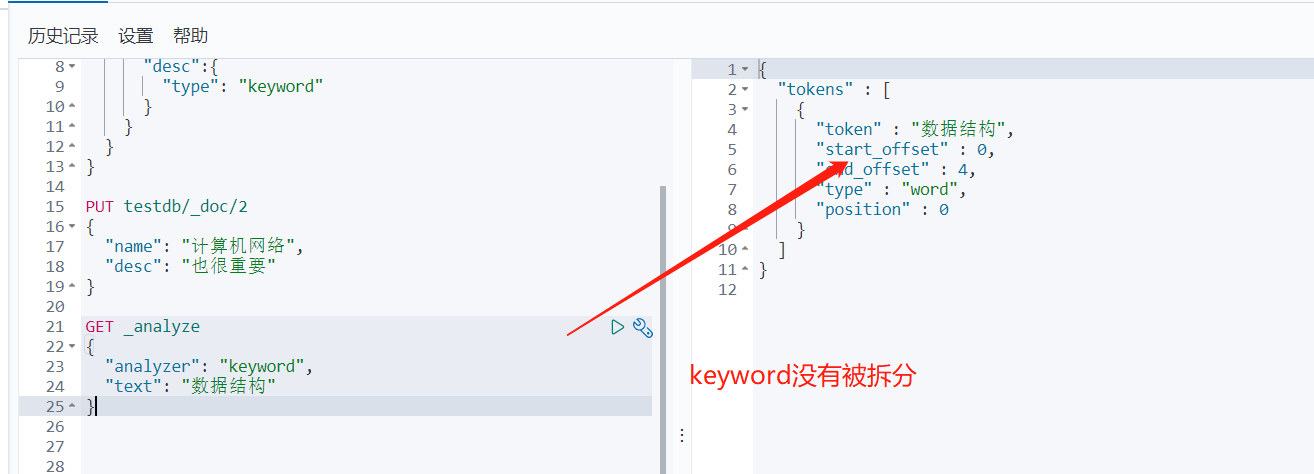 历史记录 设置 帮助
8 "desc":{
9 "type": "keyword"
10 }
11 }
12 }
13 }
14
15 PUT testdb/_doc/2
16 {
17 "name": "计算机网络",
18 "desc": "也很重要"
19 }
20
21 GET _analyze
22 {
23 "analyzer": "keyword",
24 "text": "数据结构"
25 }
26
27
28
1 {
2 "tokens" : [
3 {
4 "token" : "数据结构",
5 "start_offset" : 0,
6 "end_offset" : 4,
7 "type" : "word",
8 "position" : 0
9 }
10 ]
11 }
12
keyword没有被拆分